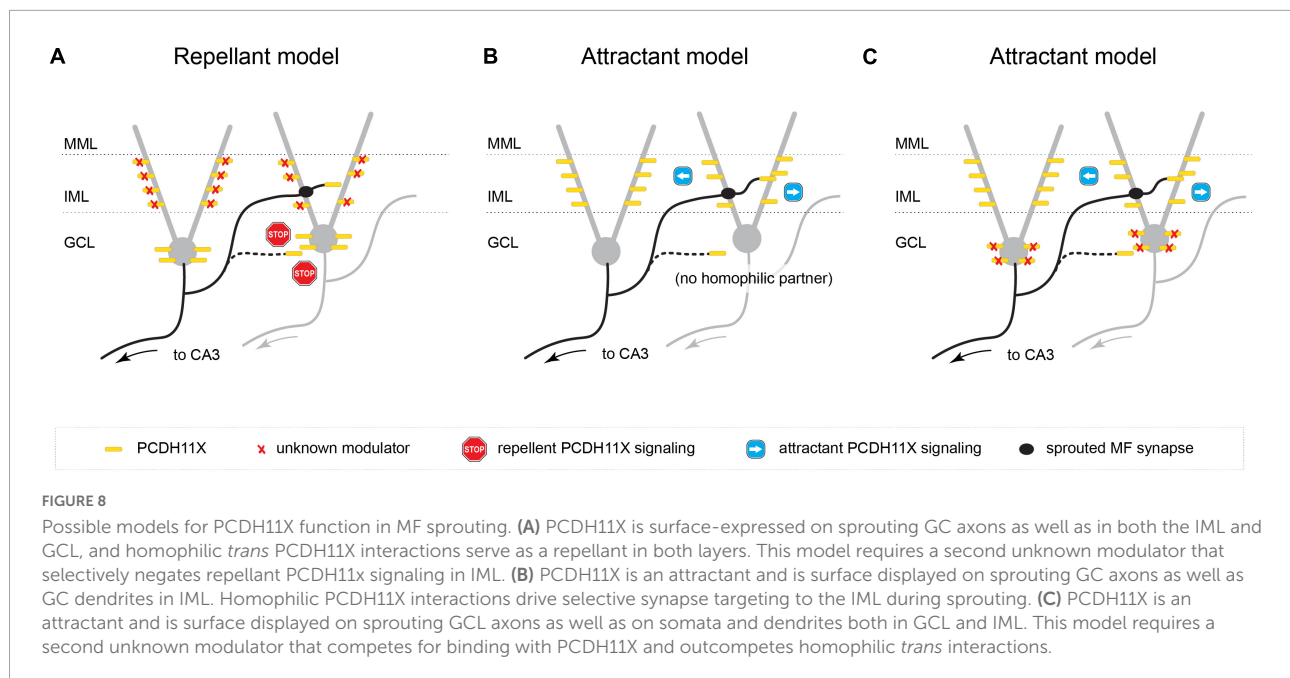 A Repellant model
B Attractant model
C Attractant model
MML
IML
GCL
STOP
STOP
to CA3
MML
IML
GCL
(no homophilic partner)
to CA3
MML
IML
GCL
to CA3
PCDH11X
unknown modulator
STOP repellent PCDH11X signaling
attractant PCDH11X signaling
sprouted MF synapse
FIGURE 8
Possible models for PCDH11X function in MF sprouting. (A) PCDH11X is surface-expressed on sprouting GC axons as well as in both the IML and
GCL, and homophilic trans PCDH11X interactions serve as a repellant in both layers. This model requires a second unknown modulator that
selectively negates repellant PCDH11x signaling in IML. (B) PCDH11X is an attractant and is surface displayed on sprouting GC axons as well as
GC dendrites in IML. Homophilic PCDH11X interactions drive selective synapse targeting to the IML during sprouting. (C) PCDH11X is an
attractant and is surface displayed on sprouting GCL axons as well as on somata and dendrites both in GCL and IML. This model requires a
second unknown modulator that competes for binding with PCDH11X and outcompetes homophilic trans interactions.